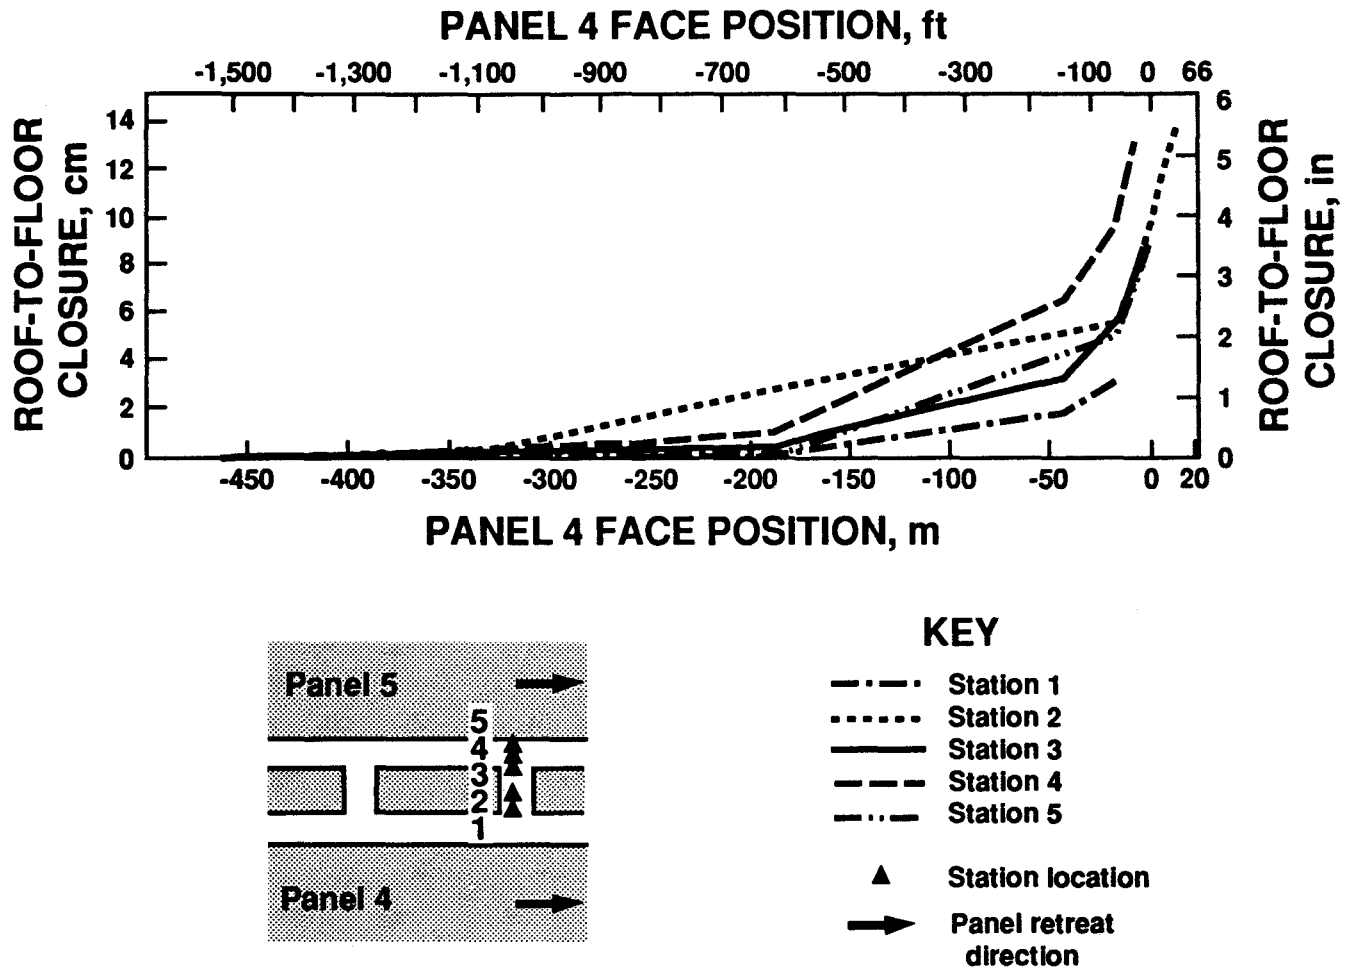 PANEL 4 FACE POSITION, ft
-1,500 -1,300 -1,100 -900 -700 -500 -300 -100 0 66
ROOF-TO-FLOOR
CLOSURE, cm
14
12
10
8
6
4
2
0
6
5
4
3
2
1
0
ROOF-TO-FLOOR
CLOSURE, in
-450 -400 -350 -300 -250 -200 -150 -100 -50 0 20
PANEL 4 FACE POSITION, m
Panel 5
5
4
3
2
1
Panel 4
KEY
Station 1
Station 2
Station 3
Station 4
Station 5
Station location
Panel retreat
direction